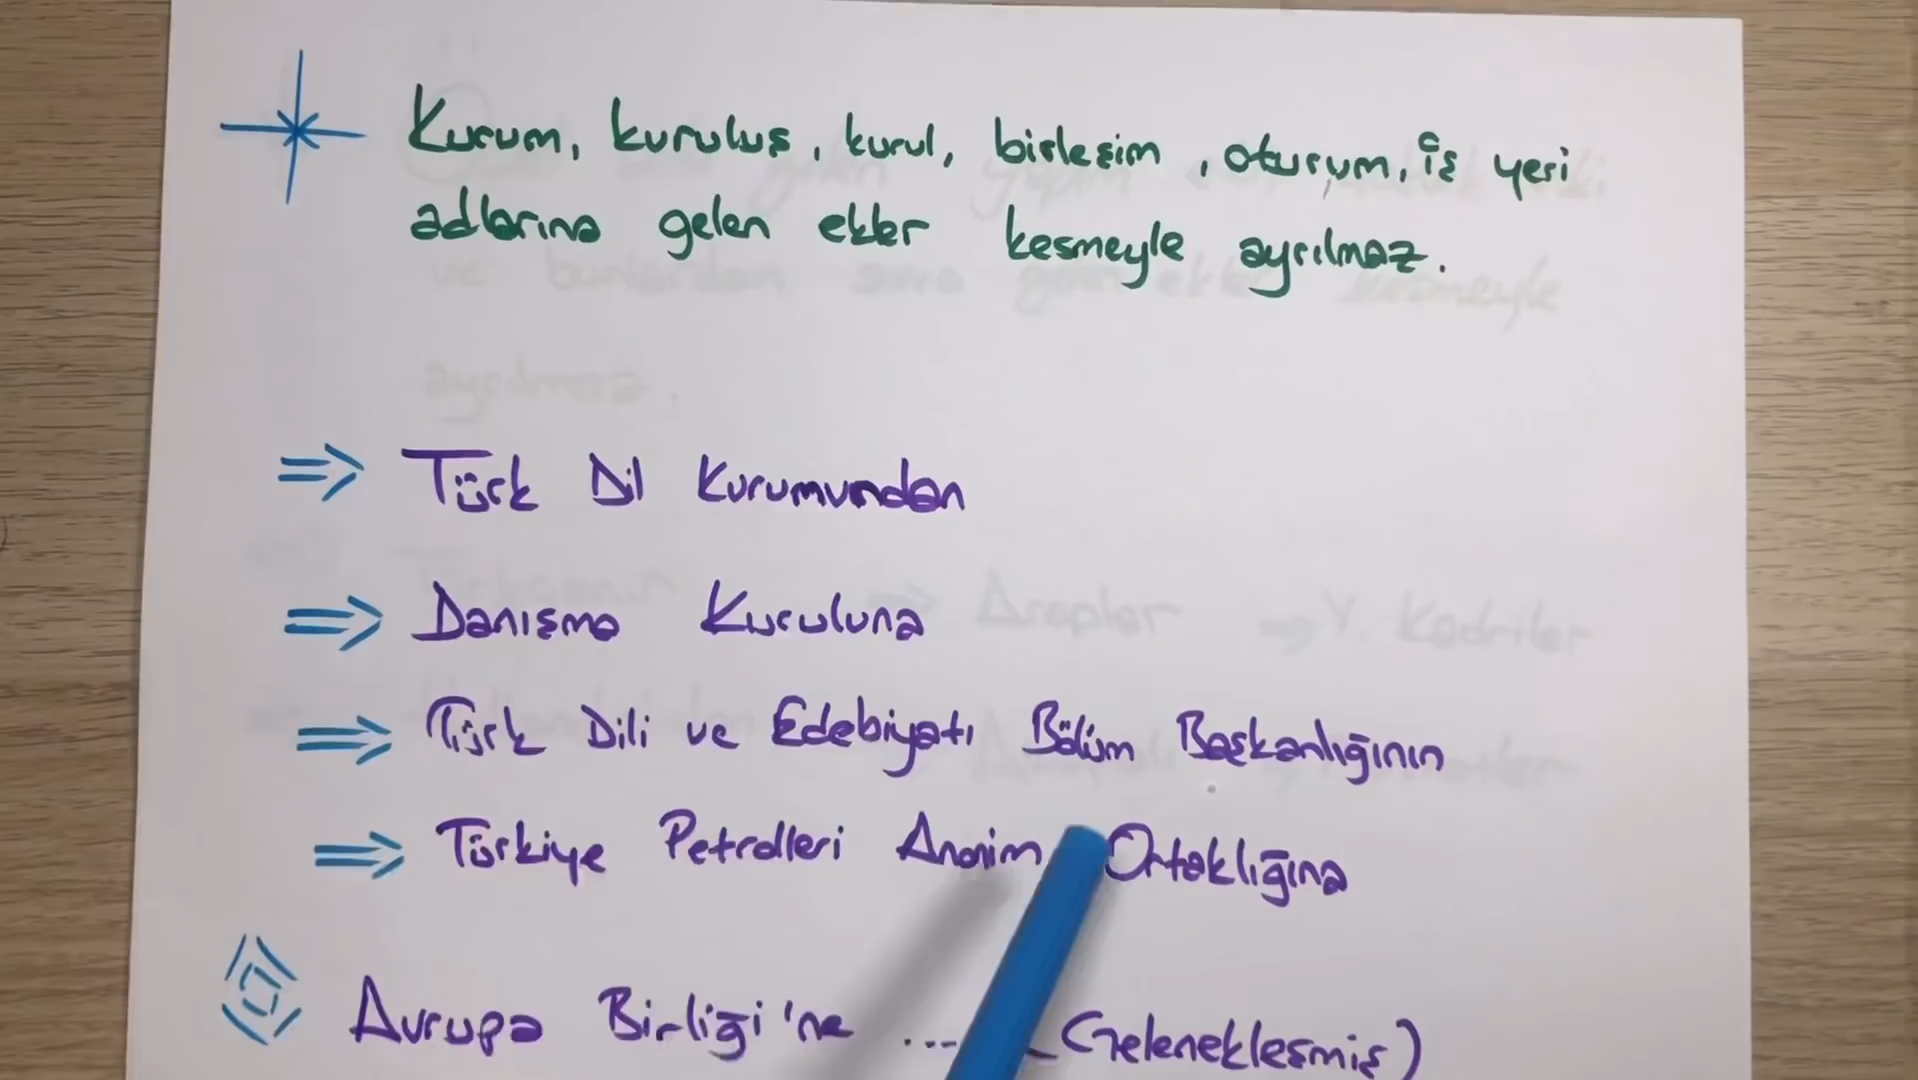 Kurum, kuruluş, kurul, birleşim, oturum, iş yeri
adlarına gelen ekler kesmeyle ayrılmaz.
⇒ Türk Dil Kurumundan
⇒ Danışma Kuruluna
⇒ Türk Dili ve Edebiyatı Bölüm Başkanlığının
⇒ Türkiye Petrolleri Anonim Ortaklığına
Avrupa Birliği'ne .... (Gelenekleşmiş)